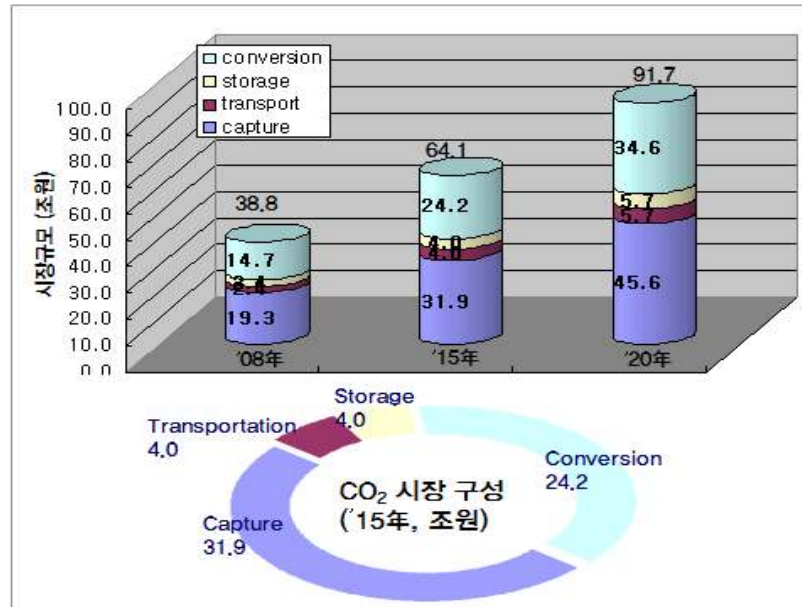 conversion
storage
transport
capture
100.0
90.0
80.0
70.0
60.0
50.0
40.0
30.0
20.0
10.0
0.0
시장규모 (조원)
38.8
14.7
2.4
19.3
'08年
64.1
24.2
4.0
4.0
31.9
'15年
91.7
34.6
5.7
5.7
45.6
'20年
Storage
4.0
Transportation
4.0
Conversion
24.2
CO₂ 시장 구성
('15年, 조원)
Capture
31.9